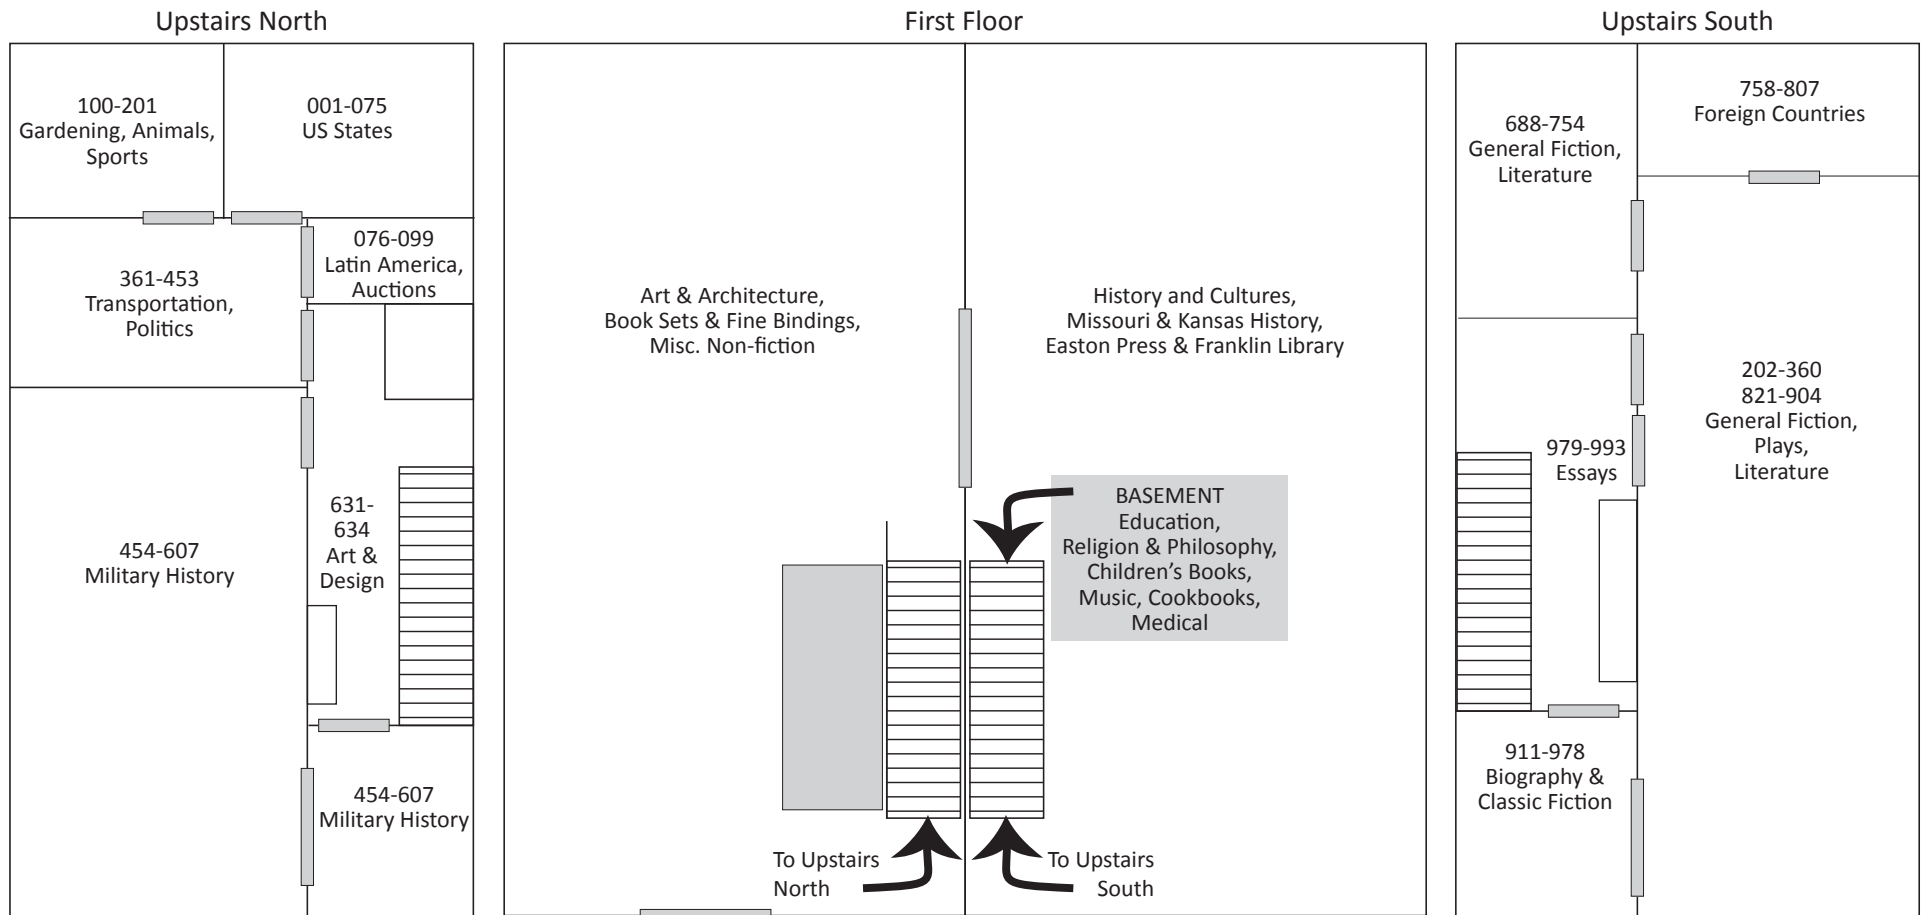 Upstairs North
100-201
Gardening, Animals,
Sports
001-075
US States
076-099
Latin America,
Auctions
361-453
Transportation,
Politics
631-
634
Art &
Design
454-607
Military History
454-607
Military History
First Floor
Art & Architecture,
Book Sets & Fine Bindings,
Misc. Non-fiction
History and Cultures,
Missouri & Kansas History,
Easton Press & Franklin Library
BASEMENT
Education,
Religion & Philosophy,
Children’s Books,
Music, Cookbooks,
Medical
To Upstairs
North
To Upstairs
South
Upstairs South
688-754
General Fiction,
Literature
758-807
Foreign Countries
202-360
821-904
General Fiction,
Plays,
Literature
979-993
Essays
911-978
Biography &
Classic Fiction